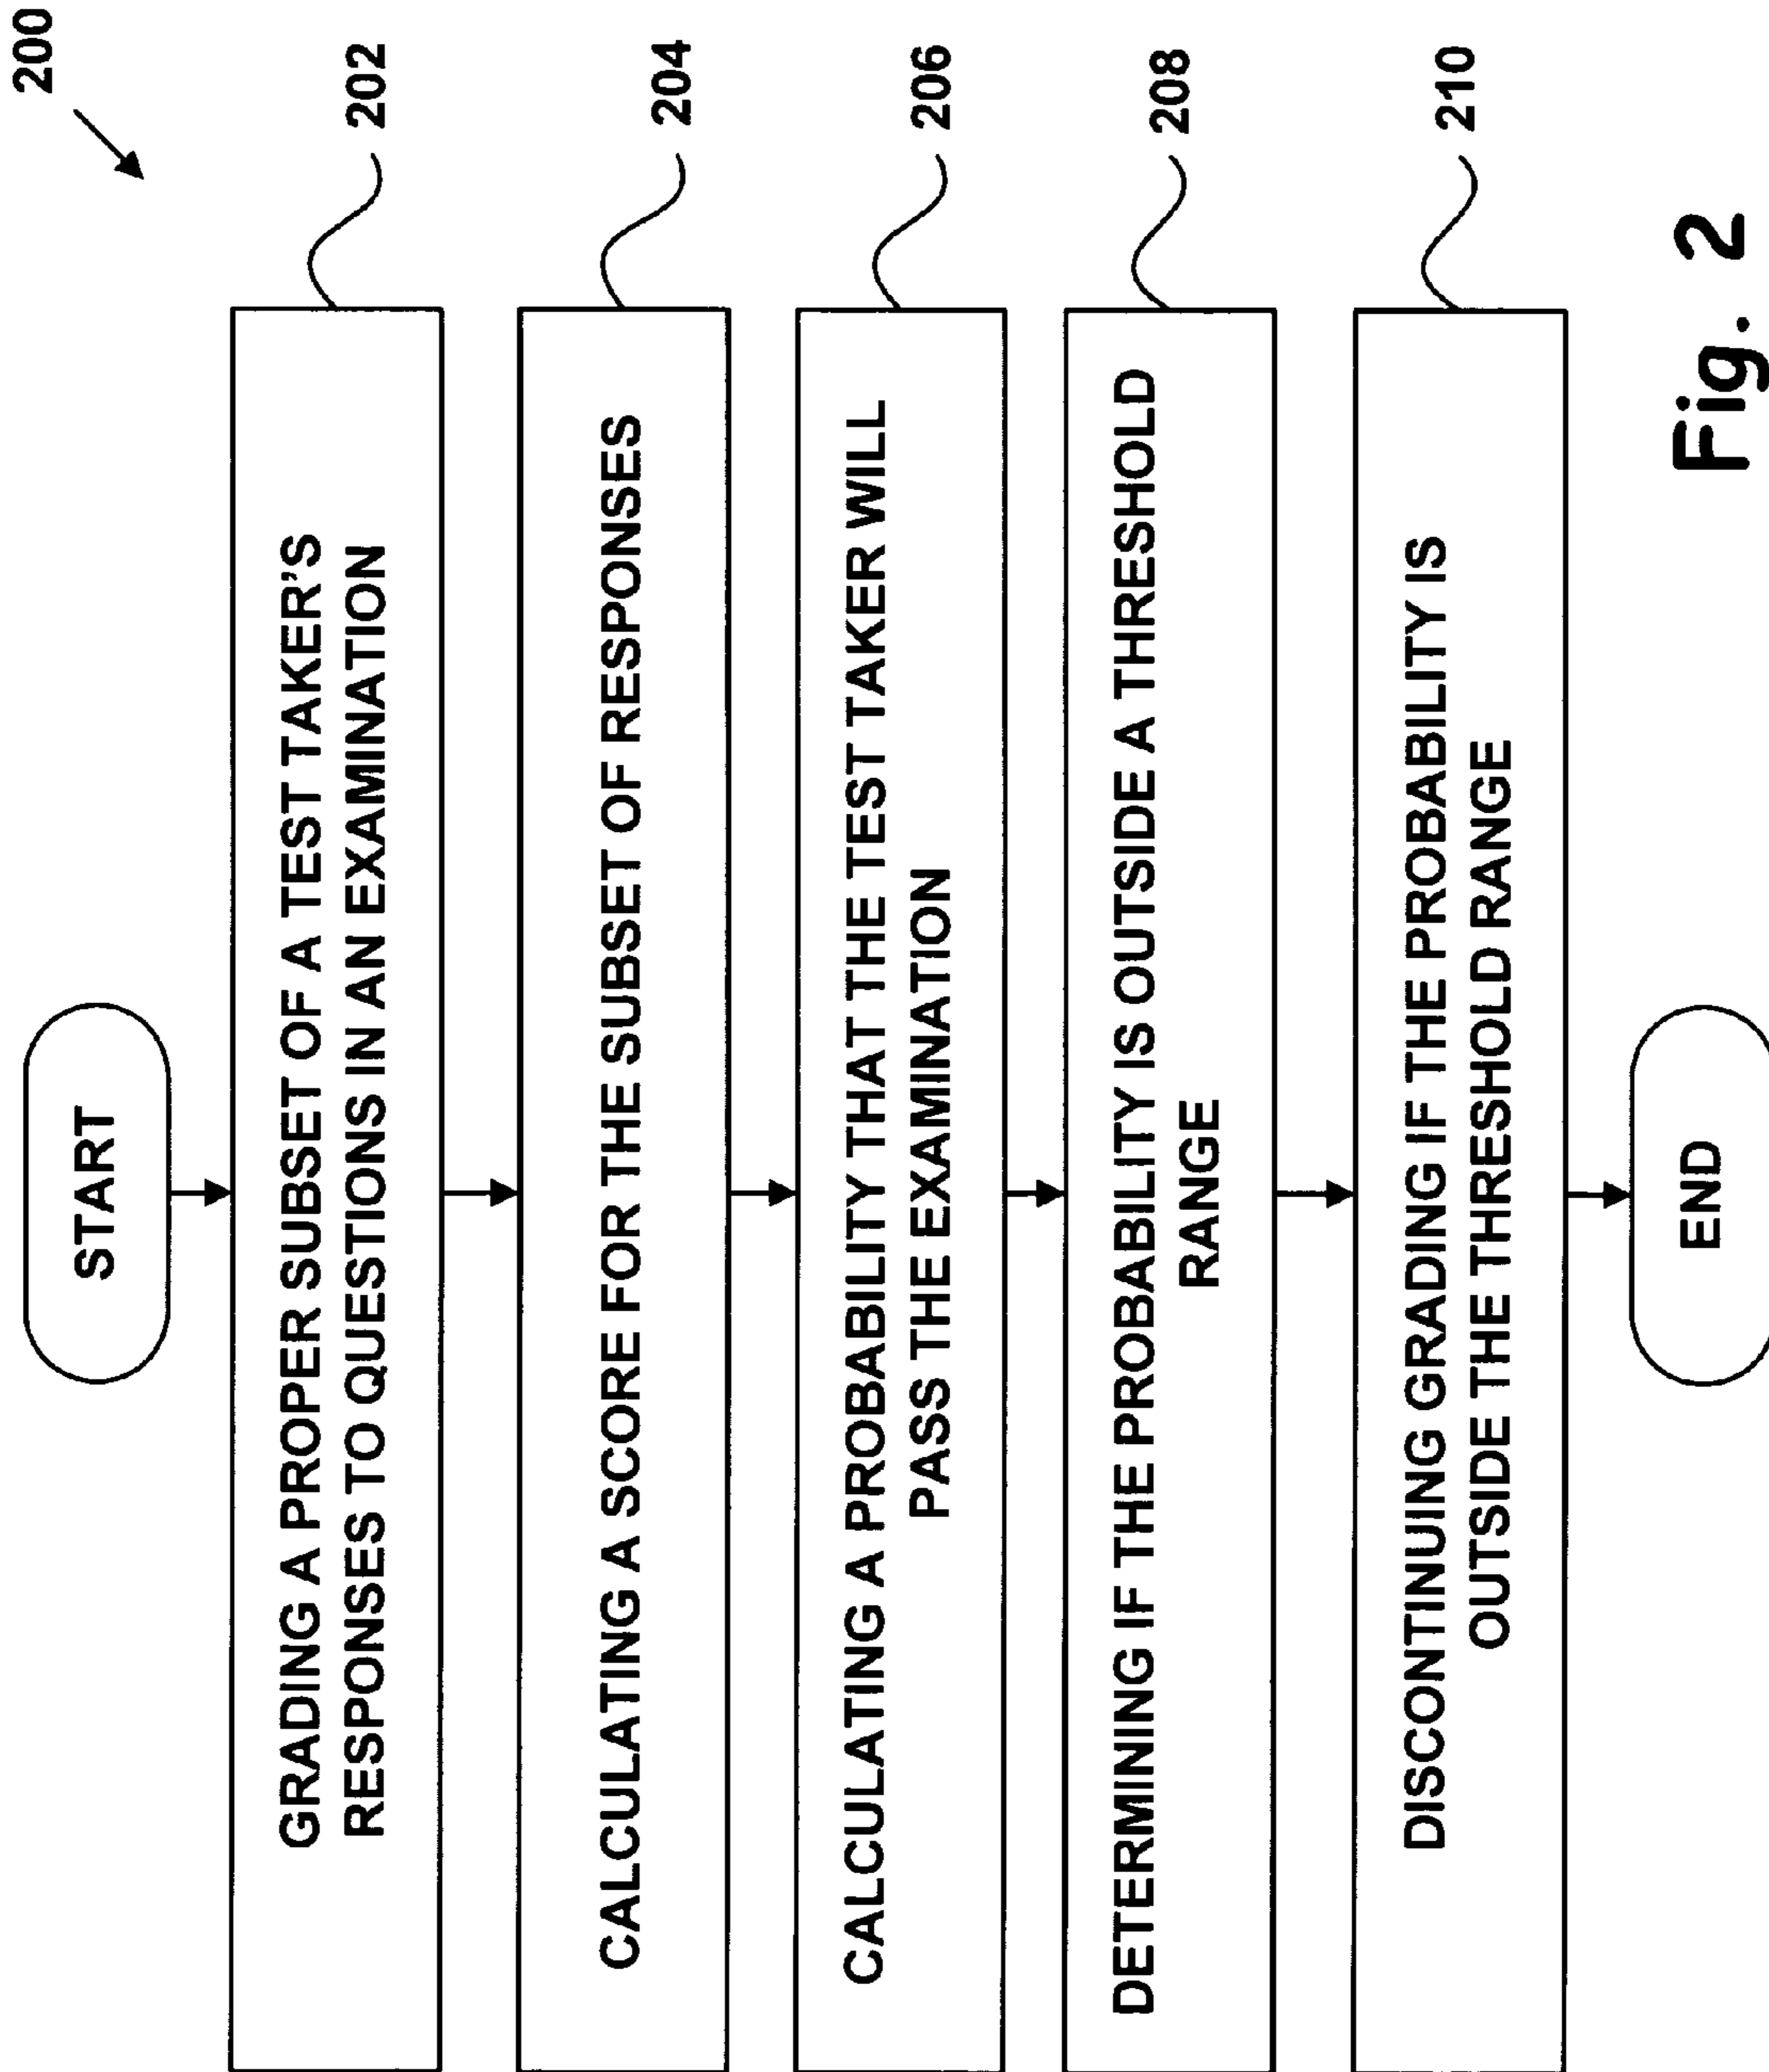 200
START
GRADING A PROPER SUBSET OF A TEST TAKER'S
RESPONSES TO QUESTIONS IN AN EXAMINATION
202
CALCULATING A SCORE FOR THE SUBSET OF RESPONSES
204
CALCULATING A PROBABILITY THAT THE TEST TAKER WILL
PASS THE EXAMINATION
206
DETERMINING IF THE PROBABILITY IS OUTSIDE A THRESHOLD
RANGE
208
DISCONTINUING GRADING IF THE PROBABILITY IS
OUTSIDE THE THRESHOLD RANGE
210
END
Fig. 2